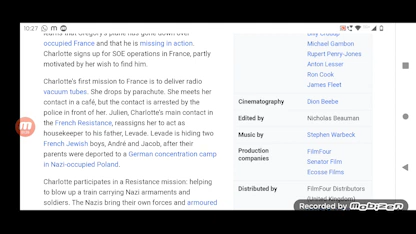 10:27
teams that Gregory's plane has gone down over
occupied France and that he is missing in action.
Charlotte signs up for SOE operations in France, partly
motivated by her wish to find him.
Charlotte's first mission to France is to deliver radio
vacuum tubes. She drops by parachute. She meets her
contact in a café, but the contact is arrested by the
police in front of her. Julien, Charlotte's main contact in
the French Resistance, reassigns her to act as
housekeeper to his father, Levade. Levade is hiding two
French Jewish boys, André and Jacob, after their
parents were deported to a German concentration camp
in Nazi-occupied Poland.
Charlotte participates in a Resistance mission: helping
to blow up a train carrying Nazi armaments and
soldiers. The Nazis bring their own forces and armoured
Billy Crudup
Michael Gambon
Rupert Penry-Jones
Anton Lesser
Ron Cook
James Fleet
Cinematography Dion Beebe
Edited by Nicholas Beauman
Music by Stephen Warbeck
Production companies FilmFour
Senator Film
Ecosse Films
Distributed by FilmFour Distributors
(United Kingdom)
Recorded by Mobizen